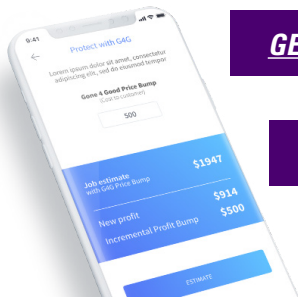 9:41
Protect with G4G
Lorem ipsum dolor sit amet, consectetur
adipiscing elit, sed do eiusmod tempor
Gone 4 Good Price Bump
(Cost to customer)
500
Job estimate
with G4G Price Bump
$1947
New profit
$914
Incremental Profit Bump
$500
ESTIMATE
GE